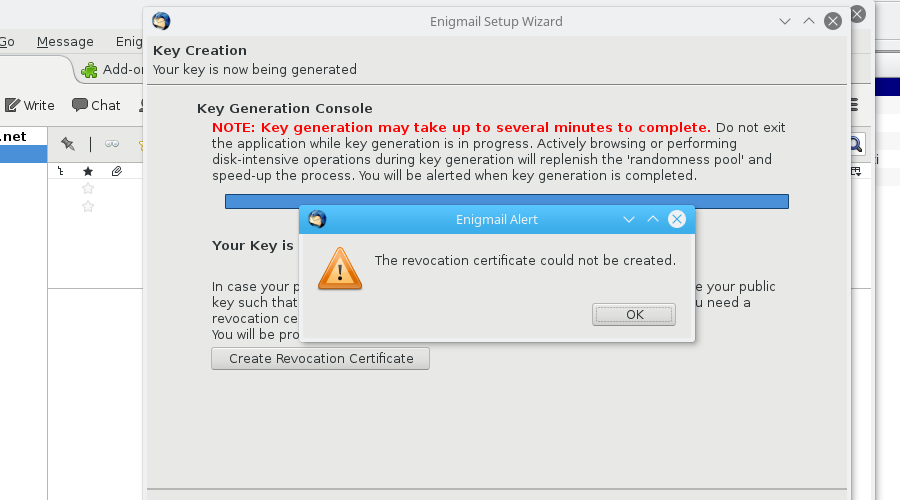 Enigmail Setup Wizard
Go Message Enig
Key Creation
Your key is now being generated
Add-o
Write Chat
Key Generation Console
NOTE: Key generation may take up to several minutes to complete. Do not exit
the application while key generation is in progress. Actively browsing or performing
disk-intensive operations during key generation will replenish the 'randomness pool' and
speed-up the process. You will be alerted when key generation is completed.
.net
Enigmail Alert
Your Key is
The revocation certificate could not be created.
In case your p
e your public
key such that
u need a
revocation ce
OK
You will be pro
Create Revocation Certificate